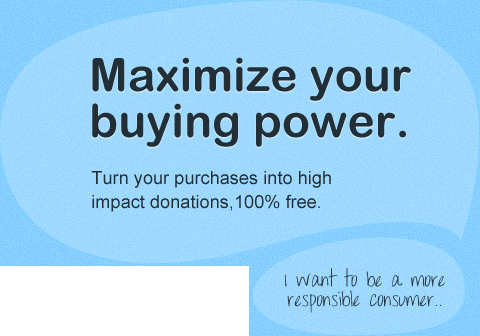 Maximize your
buying power.
Turn your purchases into high
impact donations,100% free.
I want to be a more
responsible consumer..